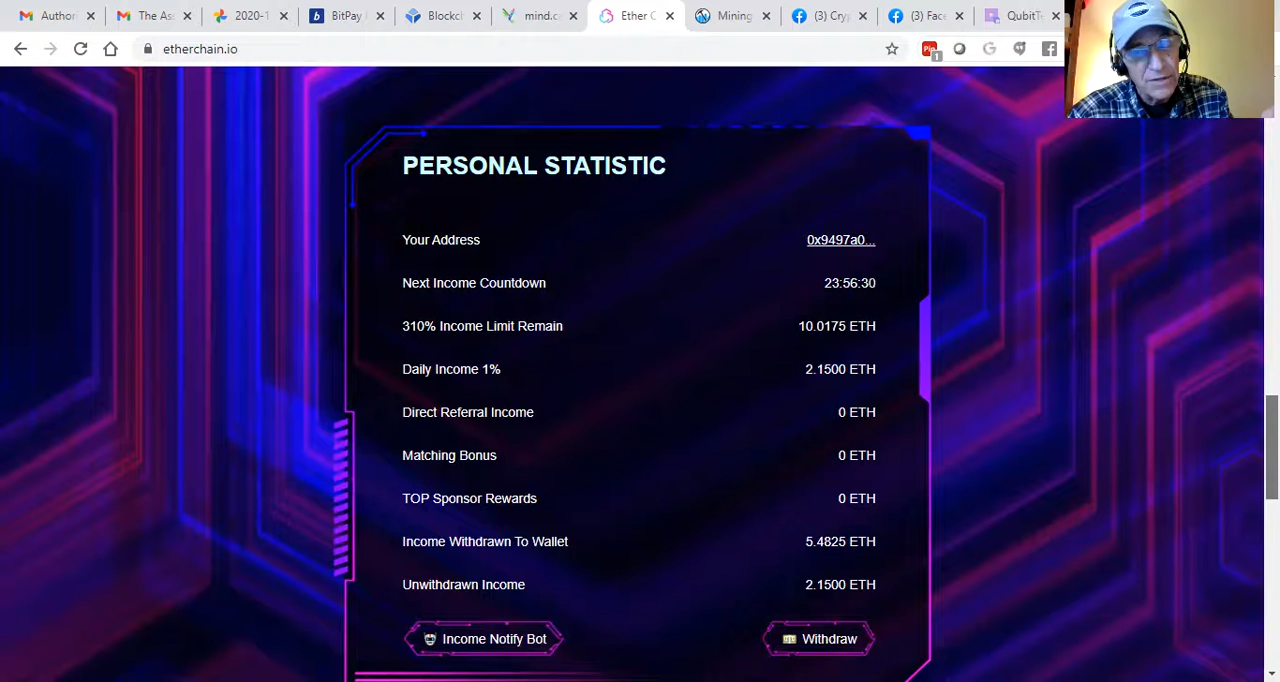 Author
The As
2020-1
BitPay
Blockc
mind.c
Ether C
Mining
(3) Cryp
(3) Face
QubitT
etherchain.io
1
PERSONAL STATISTIC
Your Address 0x9497a0...
Next Income Countdown 23:56:30
310% Income Limit Remain 10.0175 ETH
Daily Income 1% 2.1500 ETH
Direct Referral Income 0 ETH
Matching Bonus 0 ETH
TOP Sponsor Rewards 0 ETH
Income Withdrawn To Wallet 5.4825 ETH
Unwithdrawn Income 2.1500 ETH
Income Notify Bot Withdraw